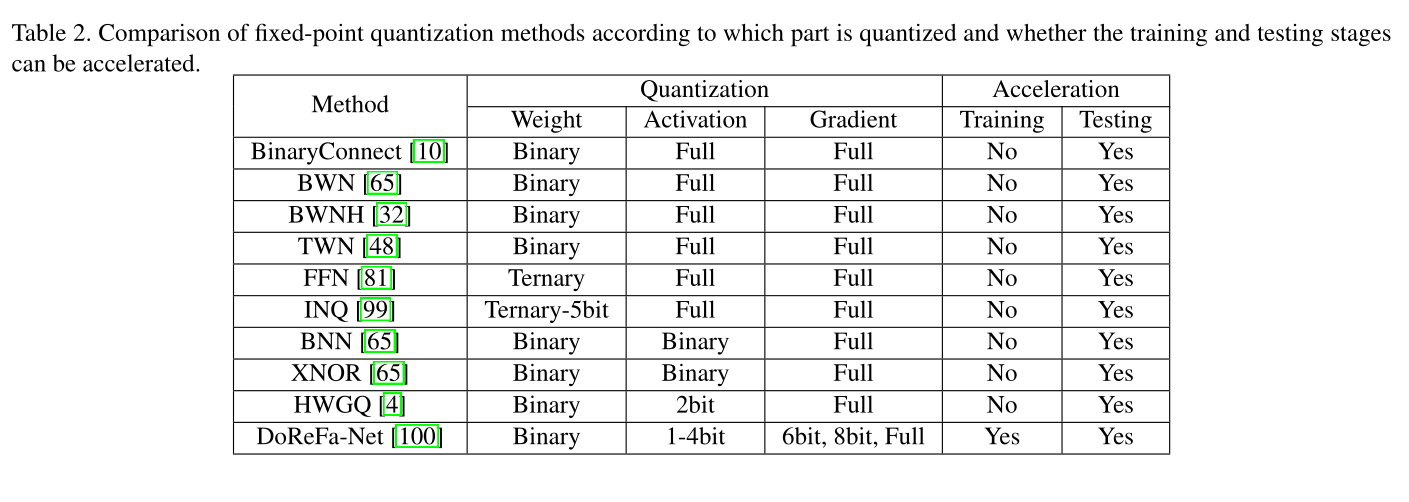 Table 2. Comparison of fixed-point quantization methods according to which part is quantized and whether the training and testing stages
can be accelerated.
Method Quantization Acceleration
Weight Activation Gradient Training Testing
BinaryConnect [10] Binary Full Full No Yes
BWN [65] Binary Full Full No Yes
BWNH [32] Binary Full Full No Yes
TWN [48] Binary Full Full No Yes
FFN [81] Ternary Full Full No Yes
INQ [99] Ternary-5bit Full Full No Yes
BNN [65] Binary Binary Full No Yes
XNOR [65] Binary Binary Full No Yes
HWGQ [4] Binary 2bit Full No Yes
DoReFa-Net [100] Binary 1-4bit 6bit, 8bit, Full Yes Yes